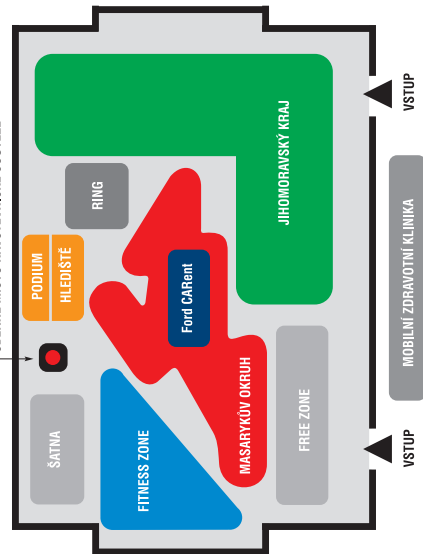 ŠATNA
PODIUM
HLEDIŠTĚ
RING
FITNESS ZONE
Ford CARent
MASARYKŮV OKRUH
JIHOMORAVSKÝ KRAJ
FREE ZONE
VSTUP
VSTUP
MOBILNÍ ZDRAVOTNÍ KLINIKA